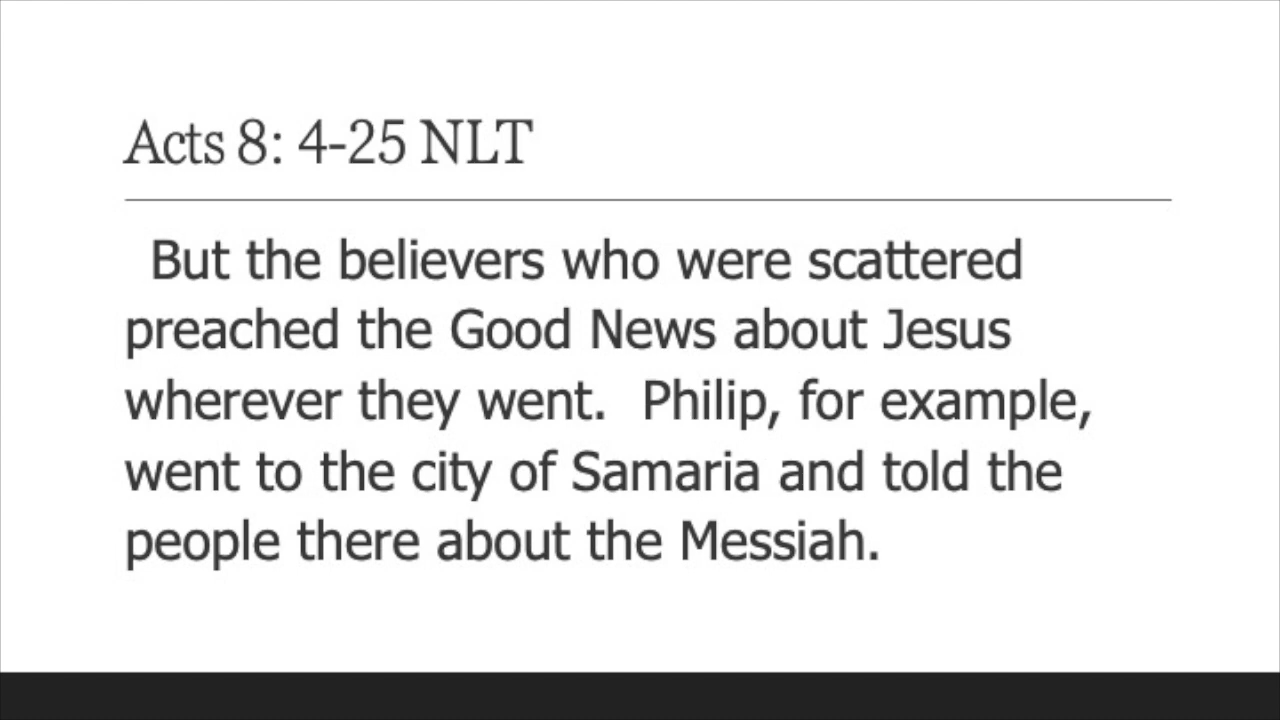 Acts 8: 4-25 NLT
But the believers who were scattered
preached the Good News about Jesus
wherever they went.  Philip, for example,
went to the city of Samaria and told the
people there about the Messiah.